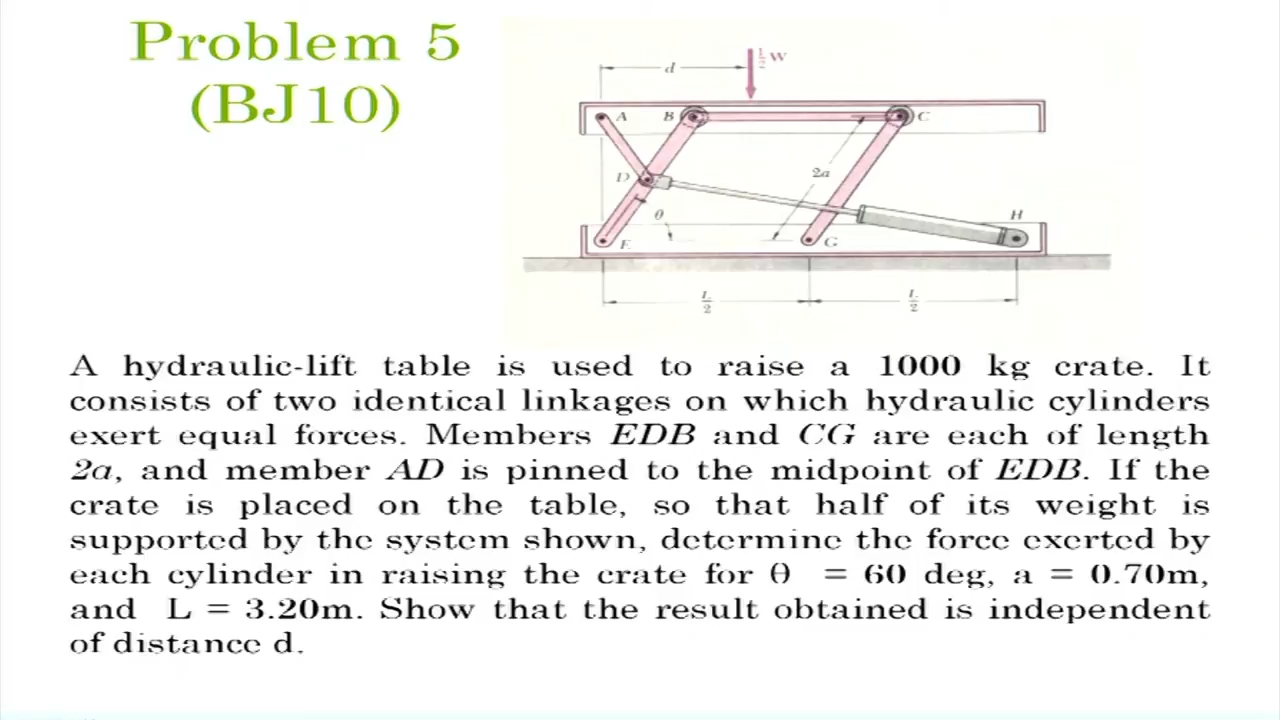 Problem 5
(BJ10)
d
½W
A
B
C
D
2a
θ
H
E
G
L/2
L/2
A hydraulic-lift table is used to raise a 1000 kg crate. It
consists of two identical linkages on which hydraulic cylinders
exert equal forces. Members EDB and CG are each of length
2a, and member AD is pinned to the midpoint of EDB. If the
crate is placed on the table, so that half of its weight is
supported by the system shown, determine the force exerted by
each cylinder in raising the crate for θ = 60 deg, a = 0.70m,
and L = 3.20m. Show that the result obtained is independent
of distance d.